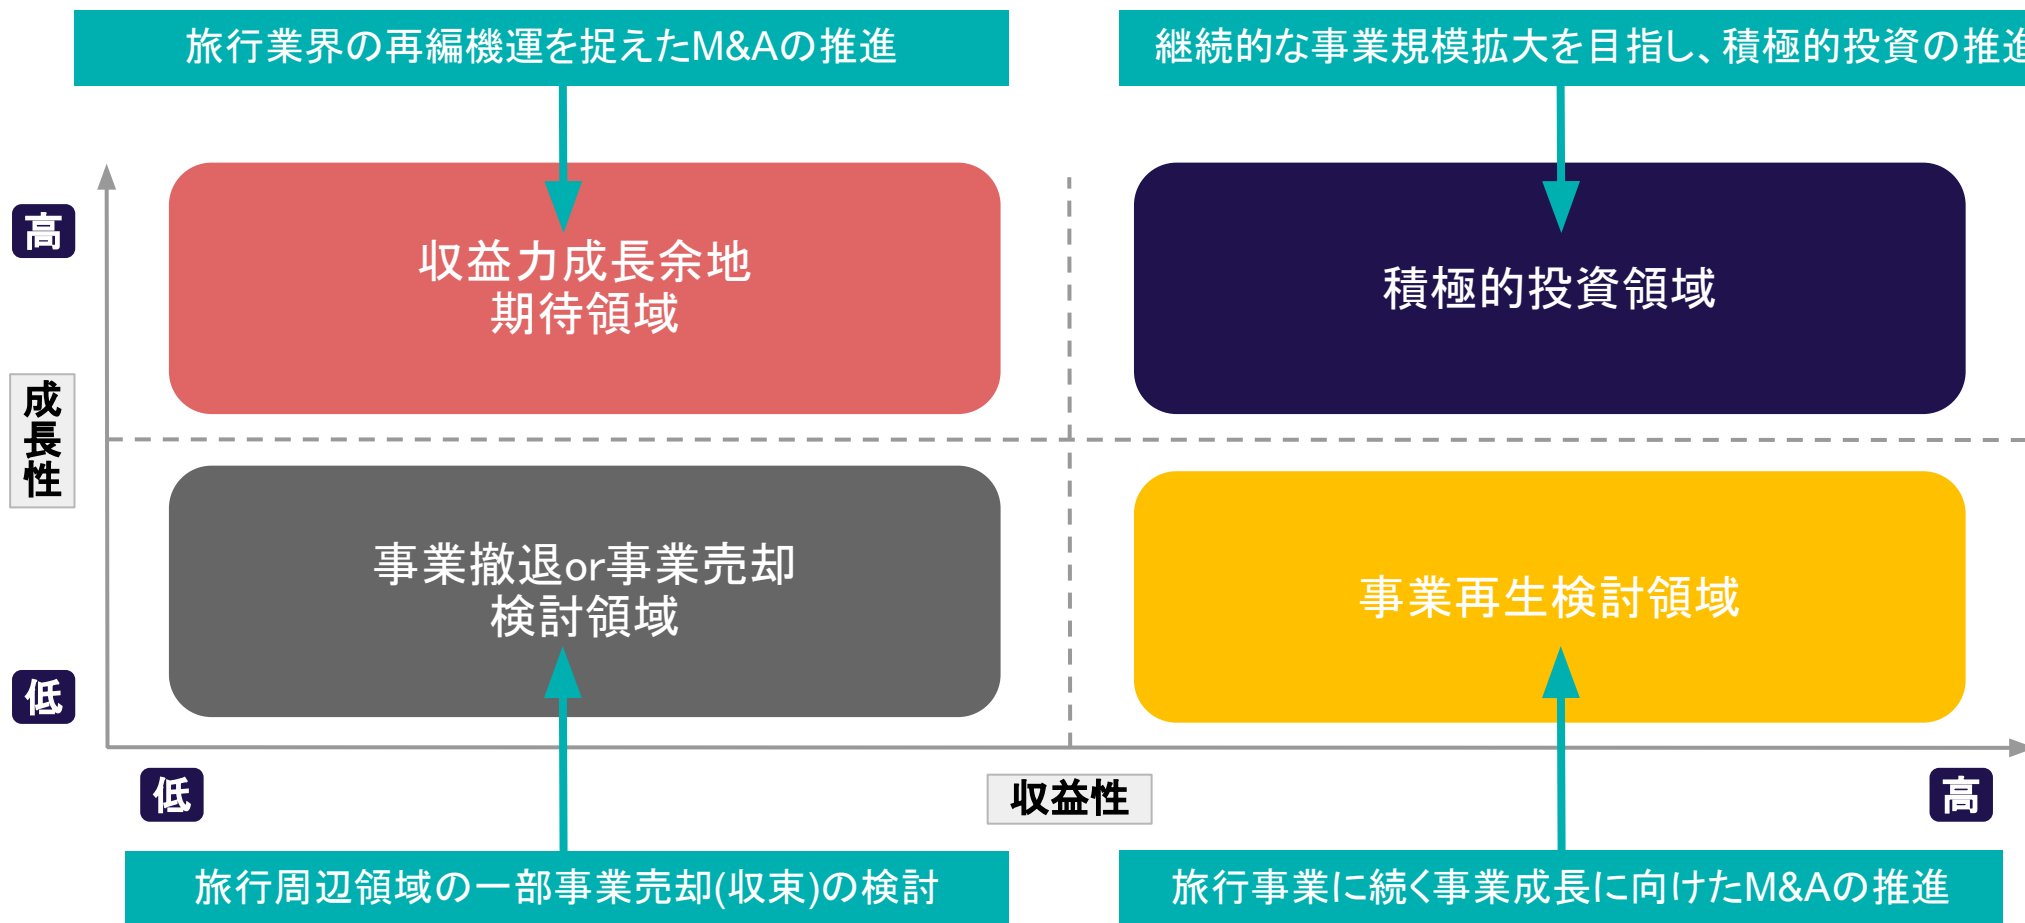 旅行業界の再編機運を捉えたM&Aの推進
継続的な事業規模拡大を目指し、積極的投資の推進
高
収益力成長余地
期待領域
積極的投資領域
成長性
事業撤退or事業売却
検討領域
事業再生検討領域
低
低
収益性
高
旅行周辺領域の一部事業売却(収束)の検討
旅行事業に続く事業成長に向けたM&Aの推進